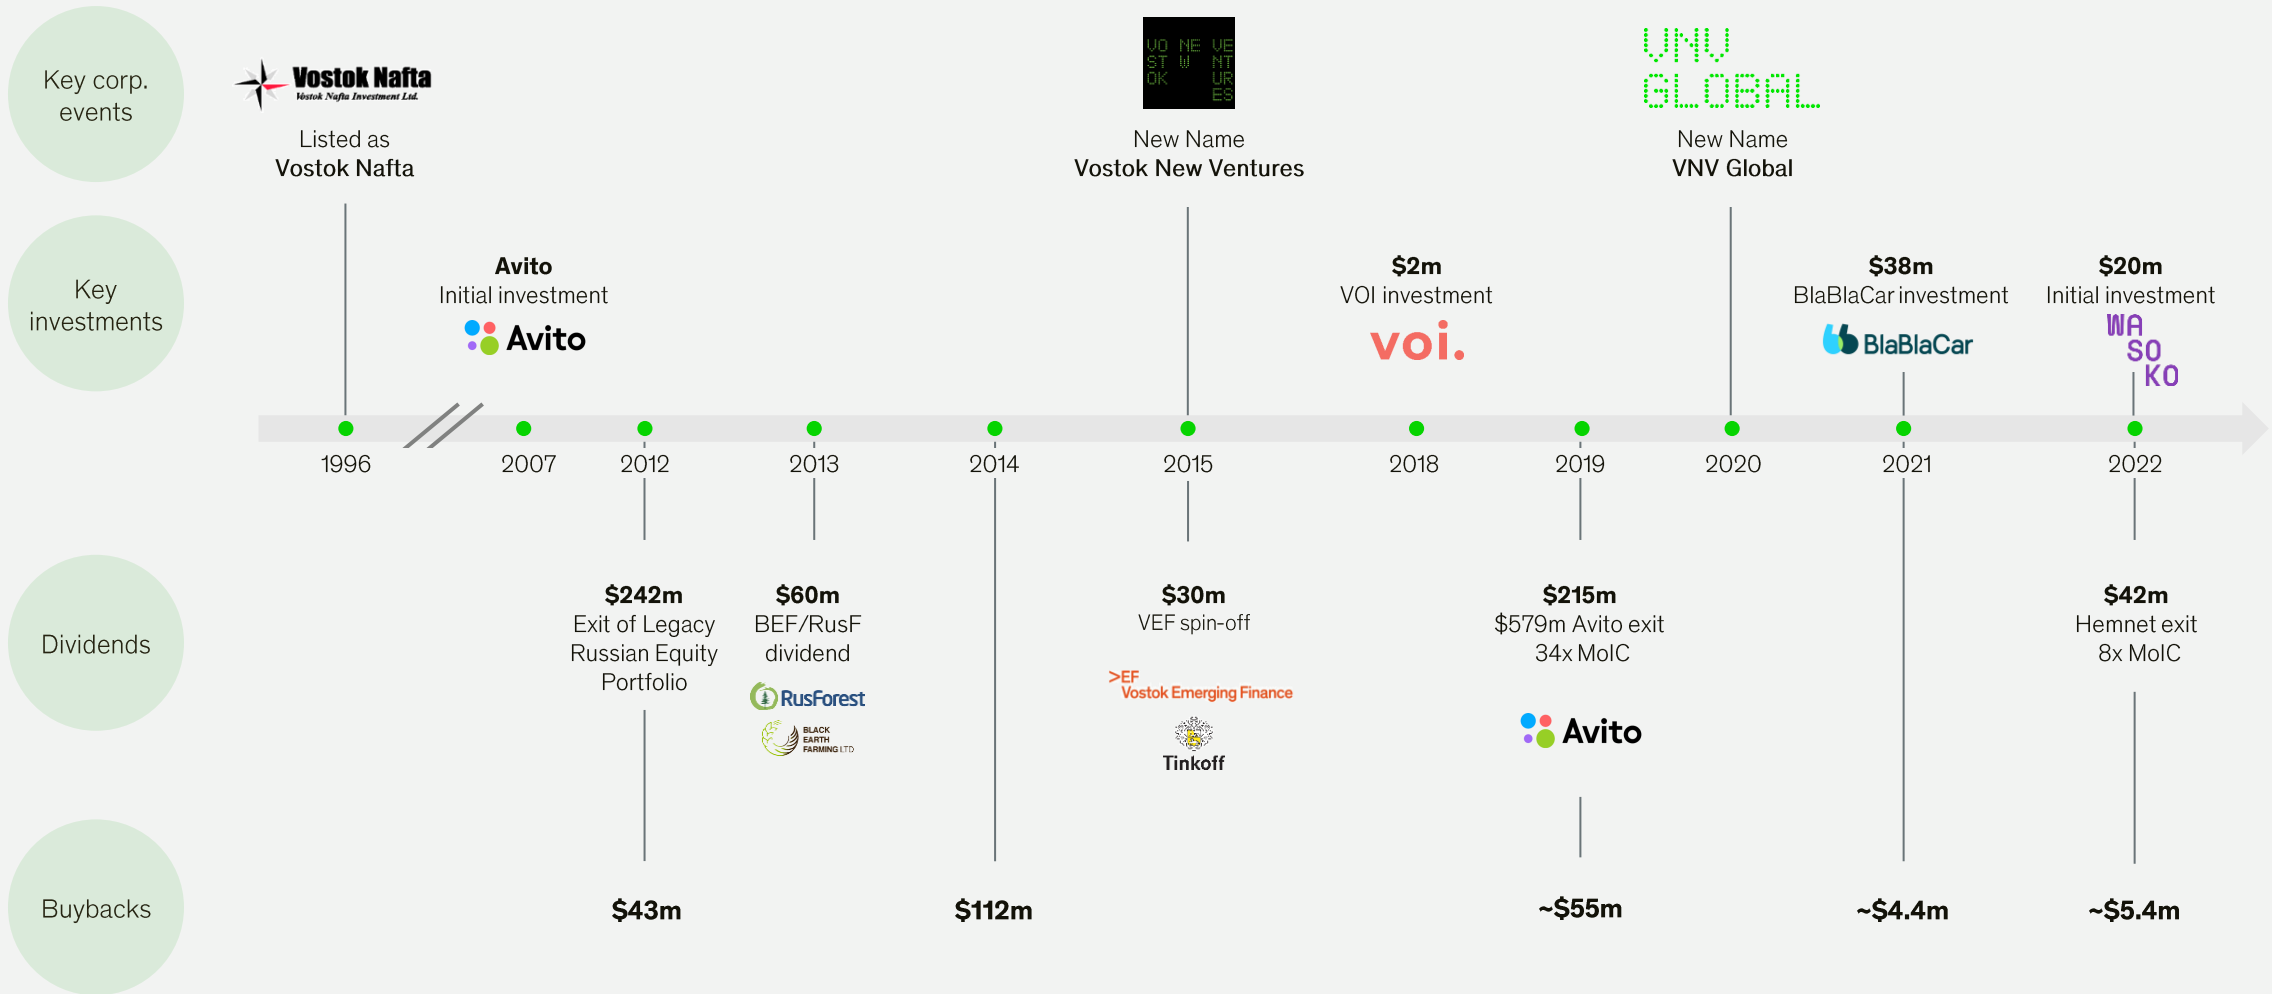 Key corp.
events
Vostok Nafta
Vostok Nafta Investment Ltd.
Listed as
Vostok Nafta
VO NE VE
ST W NT
OK UR
ES
New Name
Vostok New Ventures
VNV
GLOBAL
New Name
VNV Global
Key
investments
Avito
Initial investment
Avito
$2m
VOI investment
voi.
$38m
BlaBlaCar investment
BlaBlaCar
$20m
Initial investment
WA
SO
KO
1996
2007
2012
2013
2014
2015
2018
2019
2020
2021
2022
Dividends
$242m
Exit of Legacy
Russian Equity
Portfolio
$60m
BEF/RusF
dividend
RusForest
BLACK
EARTH
FARMING LTD
$30m
VEF spin-off
>EF
Vostok Emerging Finance
Tinkoff
$215m
$579m Avito exit
34x MoIC
Avito
$42m
Hemnet exit
8x MoIC
Buybacks
$43m
$112m
~$55m
~$4.4m
~$5.4m